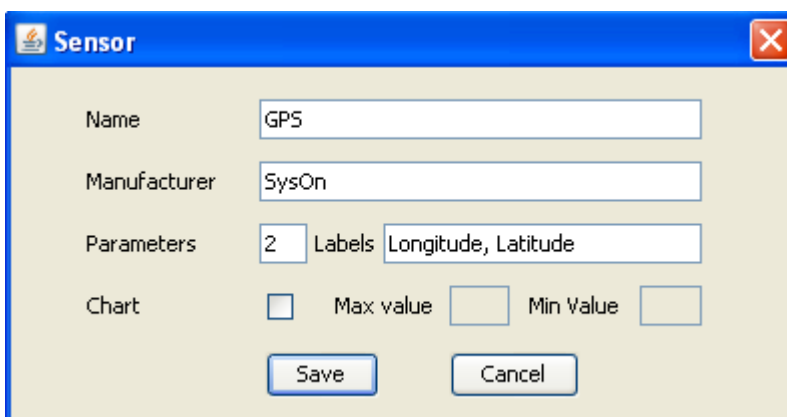 Sensor
Name GPS
Manufacturer SysOn
Parameters 2 Labels Longitude, Latitude
Chart Max value Min Value
Save Cancel